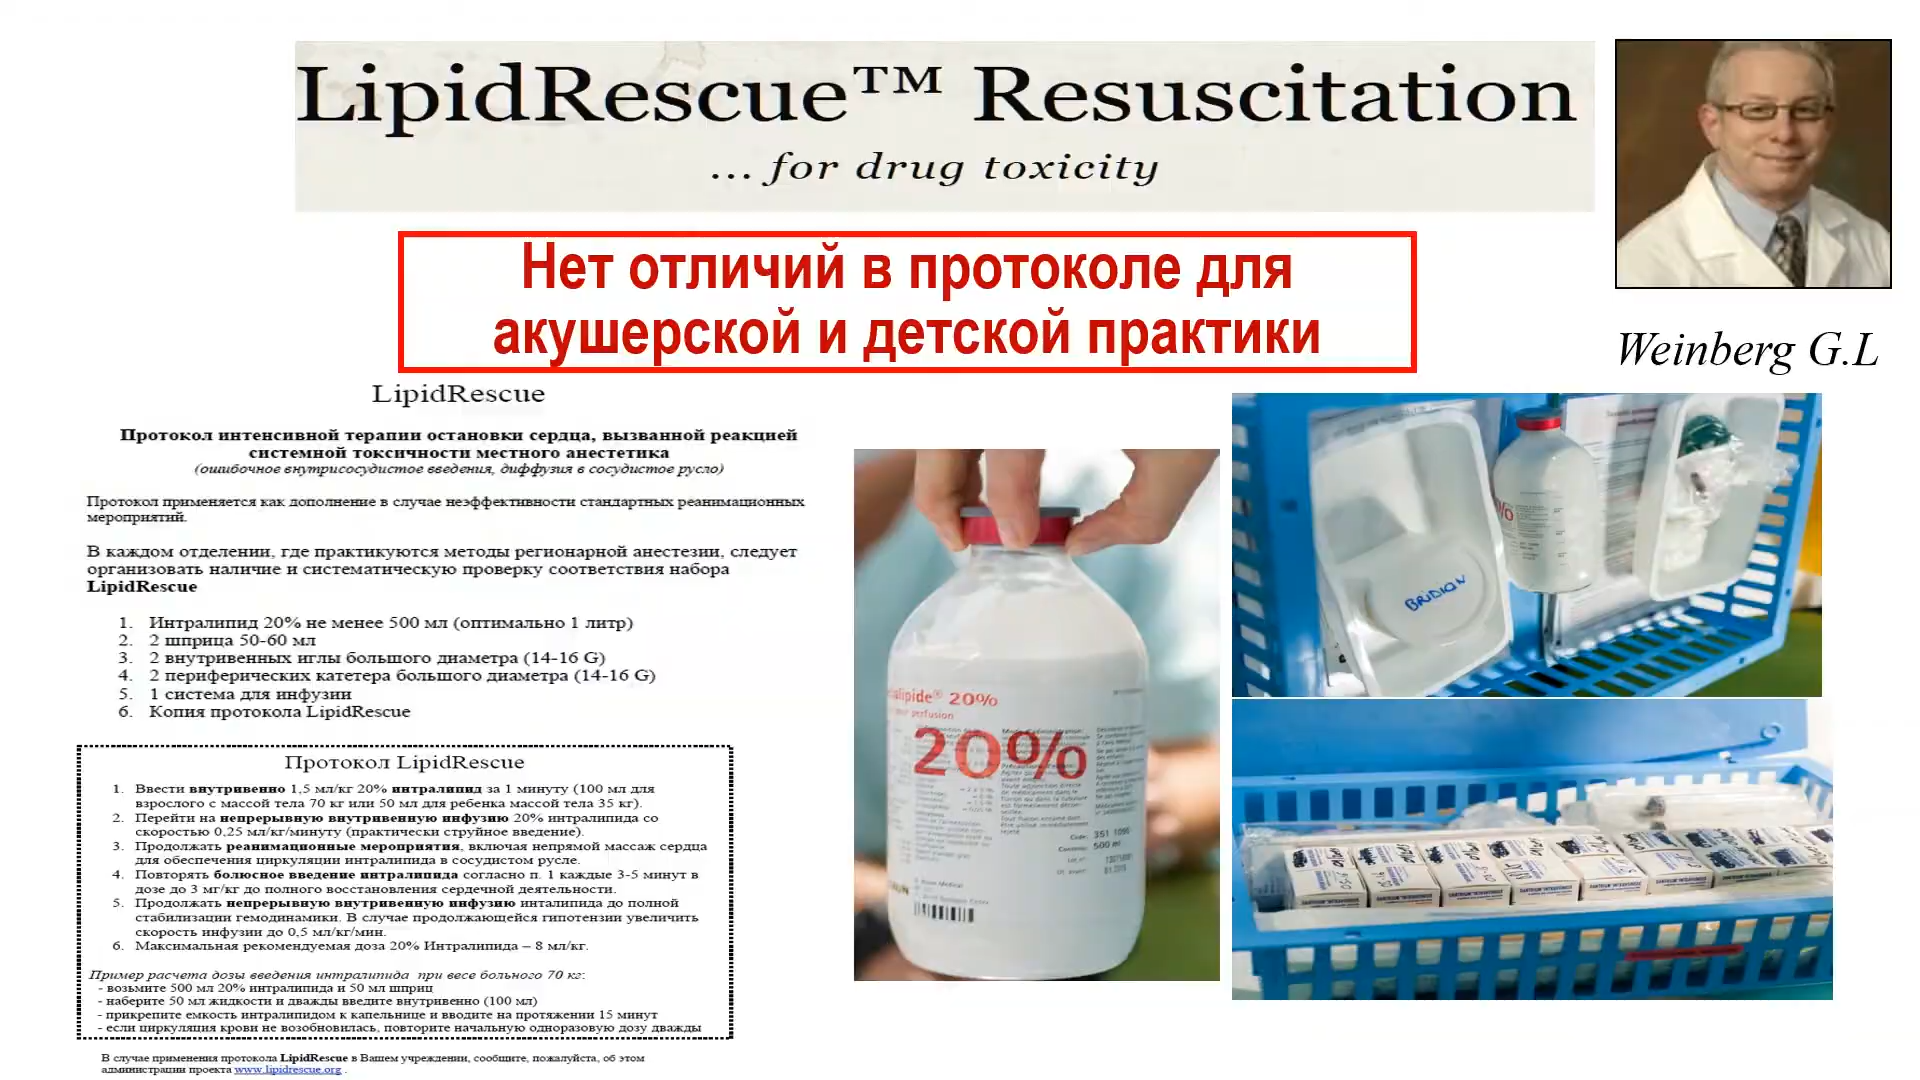 LipidRescue™ Resuscitation
... for drug toxicity
Нет отличий в протоколе для
акушерской и детской практики
Weinberg G.L
LipidRescue
Протокол интенсивной терапии остановки сердца, вызванной реакцией
системной токсичности местного анестетика
(ошибочное внутрисосудистое введения, диффузия в сосудистое русло)
Протокол применяется как дополнение в случае неэффективности стандартных реанимационных
мероприятий.
В каждом отделении, где практикуются методы регионарной анестезии, следует
организовать наличие и систематическую проверку соответствия набора
LipidRescue
1. Интралипид 20% не менее 500 мл (оптимально 1 литр)
2. 2 шприца 50-60 мл
3. 2 внутривенных иглы большого диаметра (14-16 G)
4. 2 периферических катетера большого диаметра (14-16 G)
5. 1 система для инфузии
6. Копия протокола LipidRescue
Протокол LipidRescue
1. Ввести внутривенно 1,5 мл/кг 20% интралипид за 1 минуту (100 мл для
взрослого с массой тела 70 кг или 50 мл для ребенка массой тела 35 кг).
2. Перейти на непрерывную внутривенную инфузию 20% интралипида со
скоростью 0,25 мл/кг/минуту (практически струйное введение).
3. Продолжать реанимационные мероприятия, включая непрямой массаж сердца
для обеспечения циркуляции интралипида в сосудистом русле.
4. Повторять болюсное введение интралипида согласно п. 1 каждые 3-5 минут в
дозе до 3 мг/кг до полного восстановления сердечной деятельности.
5. Продолжать непрерывную внутривенную инфузию инталипида до полной
стабилизации гемодинамики. В случае продолжающейся гипотензии увеличить
скорость инфузии до 0,5 мл/кг/мин.
6. Максимальная рекомендуемая доза 20% Интралипида – 8 мл/кг.
Пример расчета дозы введения интралипида при весе больного 70 кг:
- возьмите 500 мл 20% интралипида и 50 мл шприц
- наберите 50 мл жидкости и дважды введите внутривенно (100 мл)
- прикрепите емкость интралипидом к капельнице и вводите на протяжении 15 минут
- если циркуляция крови не возобновилась, повторите начальную одноразовую дозу дважды
В случае применения протокола LipidRescue в Вашем учреждении, сообщите, пожалуйста, об этом
администрации проекта www.lipidrescue.org .
20%
perfusion
20%
Code: 351 1090
500 ml
BRIDION